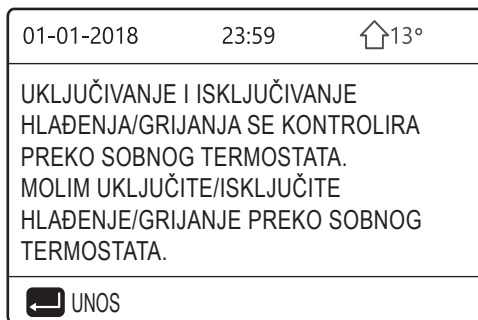 01-01-2018 23:59 13°
UKLJUČIVANJE I ISKLJUČIVANJE
HLAĐENJA/GRIJANJA SE KONTROLIRA
PREKO SOBNOG TERMOSTATA.
MOLIM UKLJUČITE/ISKLJUČITE
HLAĐENJE/GRIJANJE PREKO SOBNOG
TERMOSTATA.
UNOS